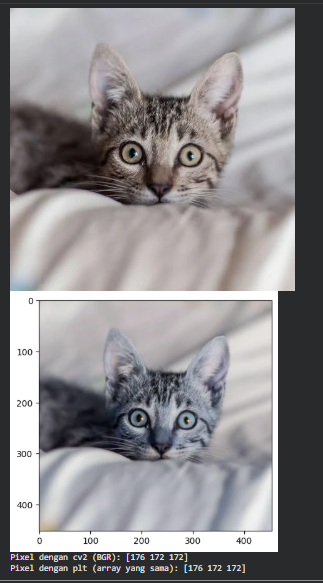 0
100
200
300
400
0 100 200 300 400
Pixel dengan cv2 (BGR): [176 172 172]
Pixel dengan plt (array yang sama): [176 172 172]